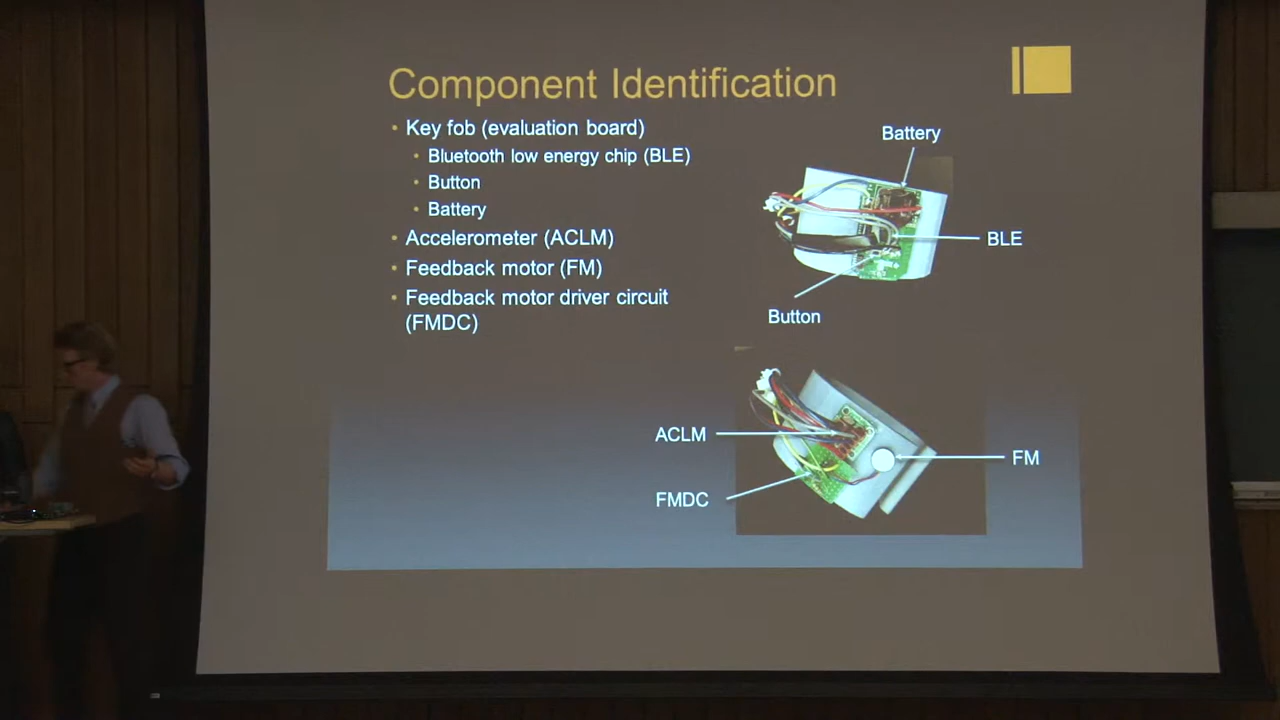 Component Identification
Key fob (evaluation board)
Bluetooth low energy chip (BLE)
Button
Battery
Accelerometer (ACLM)
Feedback motor (FM)
Feedback motor driver circuit
(FMDC)
Battery
BLE
Button
ACLM
FM
FMDC